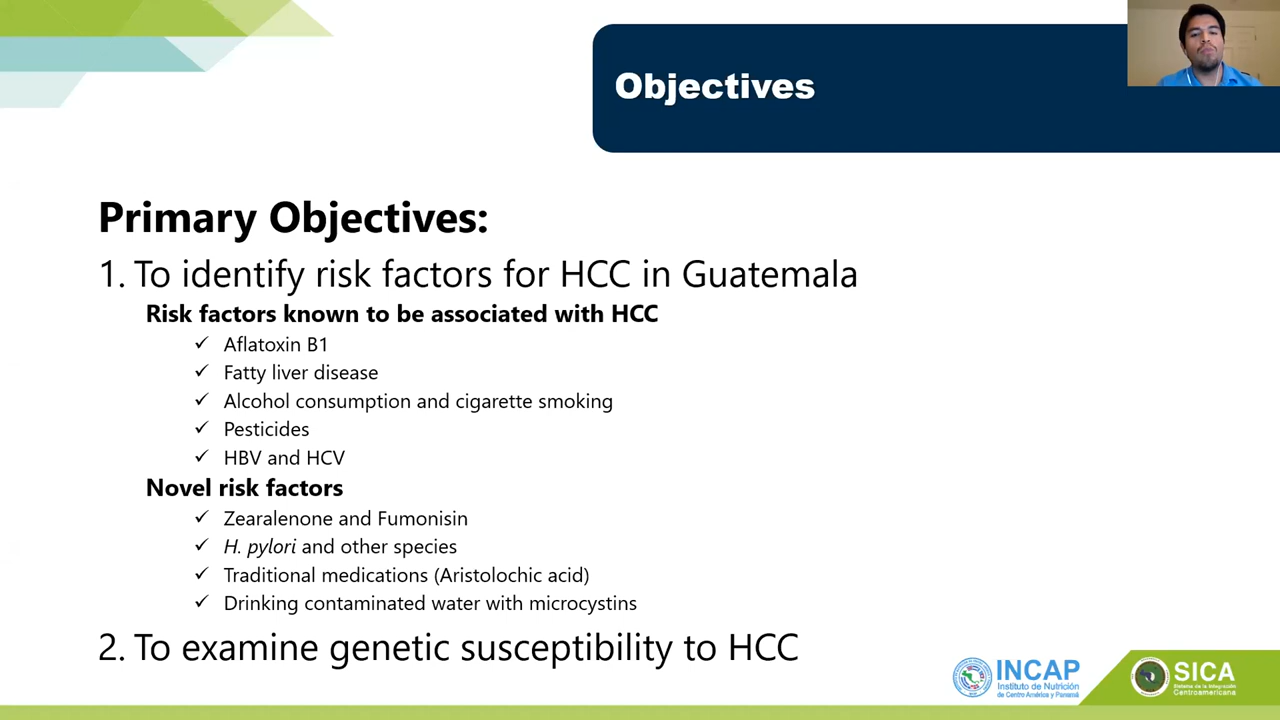 Objectives
Primary Objectives:
1. To identify risk factors for HCC in Guatemala
Risk factors known to be associated with HCC
✓ Aflatoxin B1
✓ Fatty liver disease
✓ Alcohol consumption and cigarette smoking
✓ Pesticides
✓ HBV and HCV
Novel risk factors
✓ Zearalenone and Fumonisin
✓ H. pylori and other species
✓ Traditional medications (Aristolochic acid)
✓ Drinking contaminated water with microcystins
2. To examine genetic susceptibility to HCC
INCAP
Instituto de Nutrición
de Centro América y Panamá
SICA
Sistema de la Integración
Centroamericana